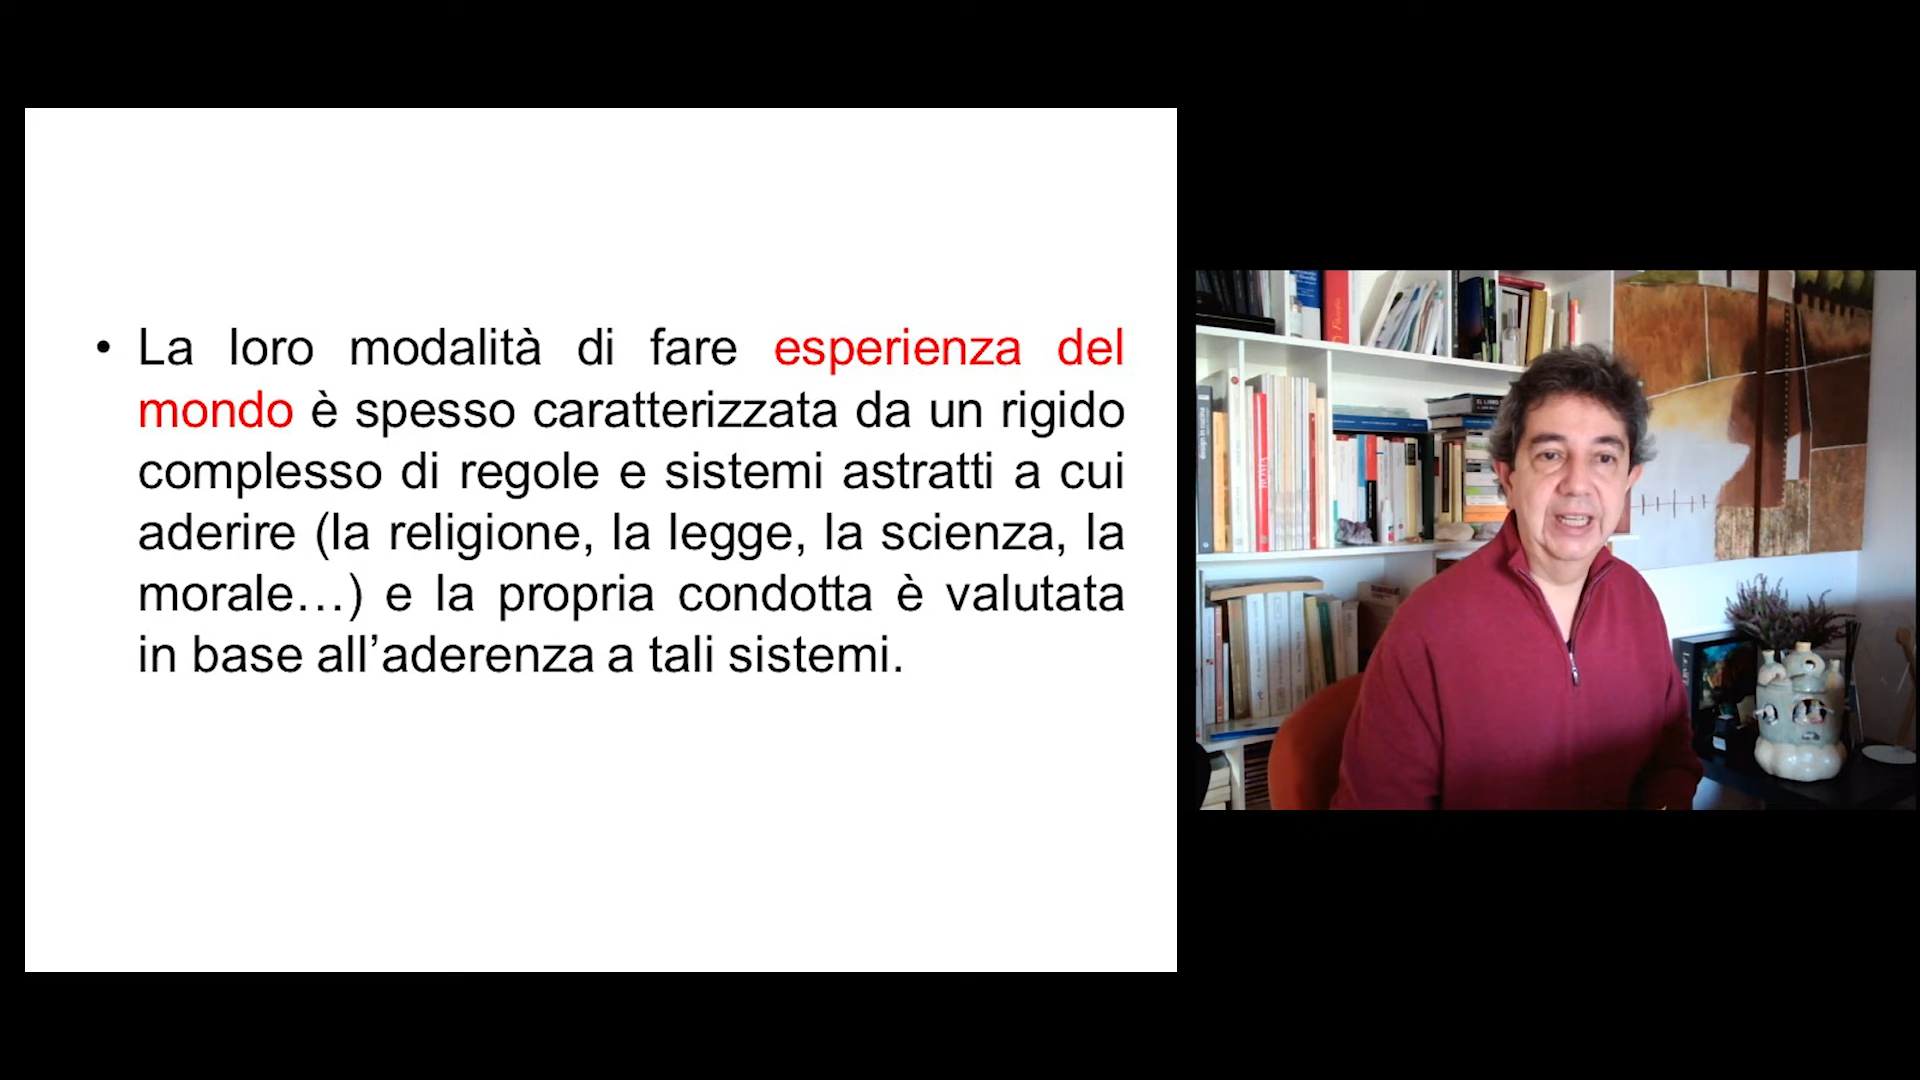 • La loro modalità di fare esperienza del
mondo è spesso caratterizzata da un rigido
complesso di regole e sistemi astratti a cui
aderire (la religione, la legge, la scienza, la
morale…) e la propria condotta è valutata
in base all’aderenza a tali sistemi.